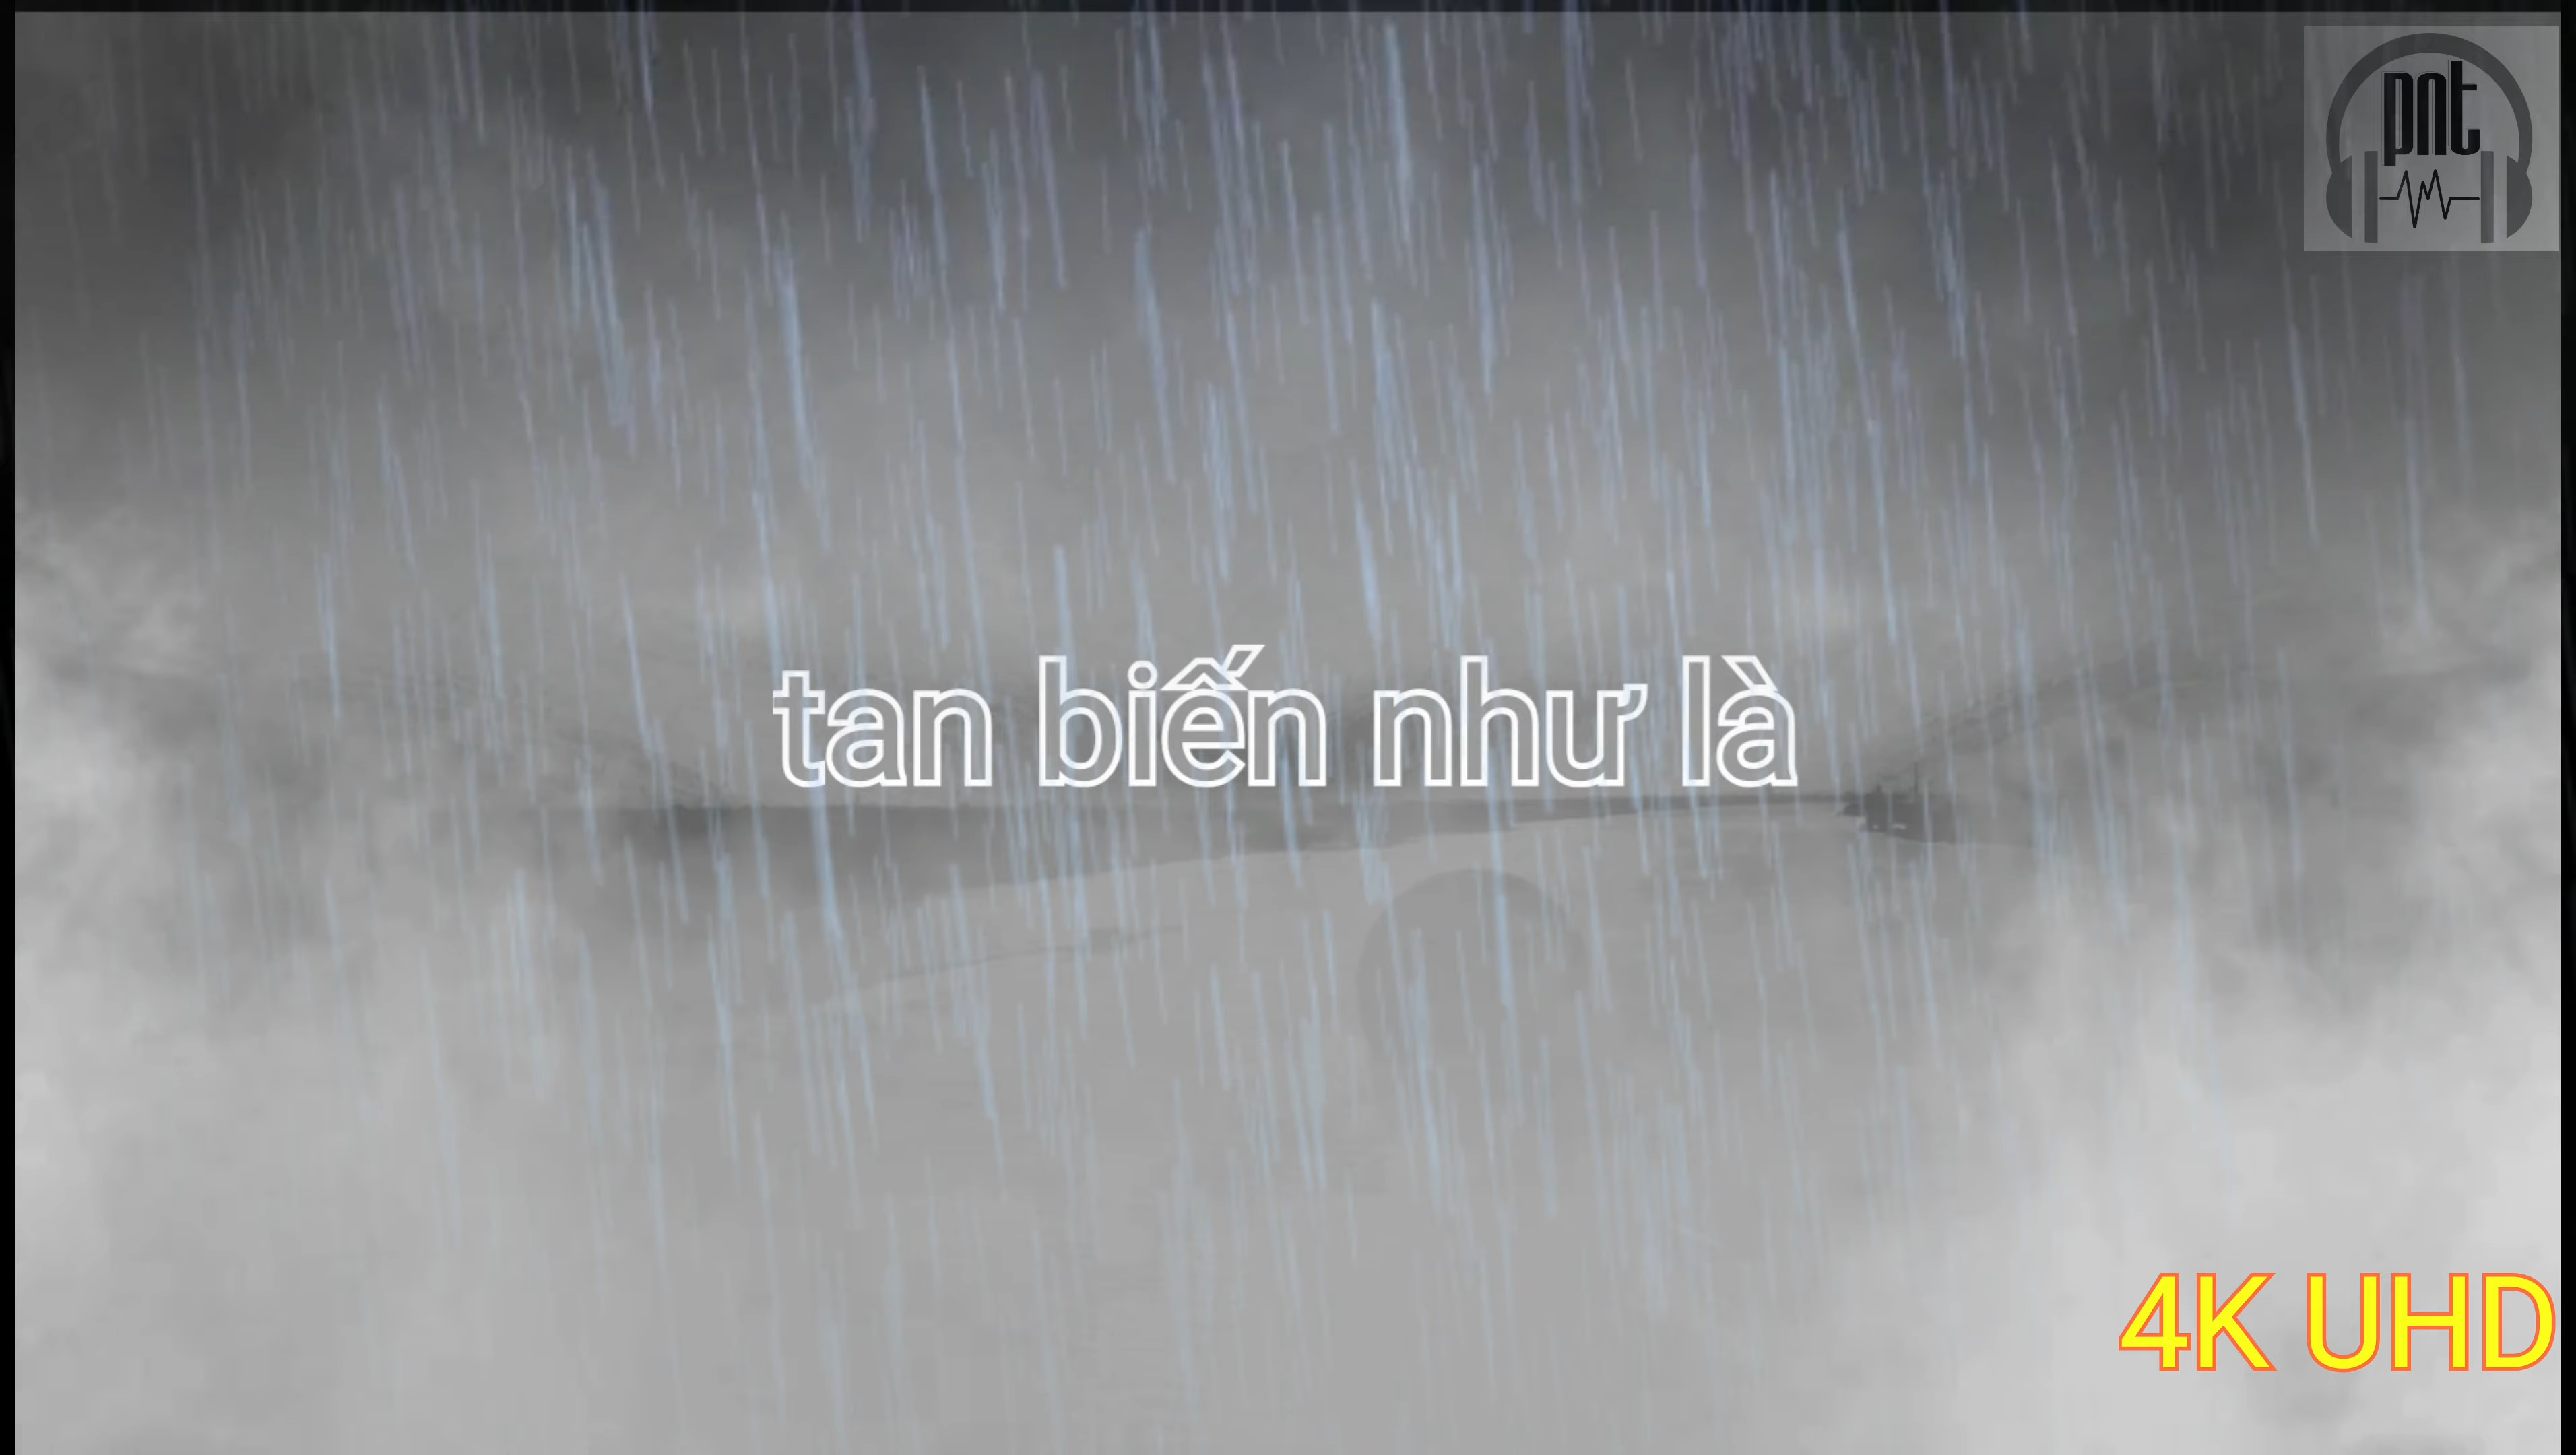 pnt
tan biến như là
4K UHD